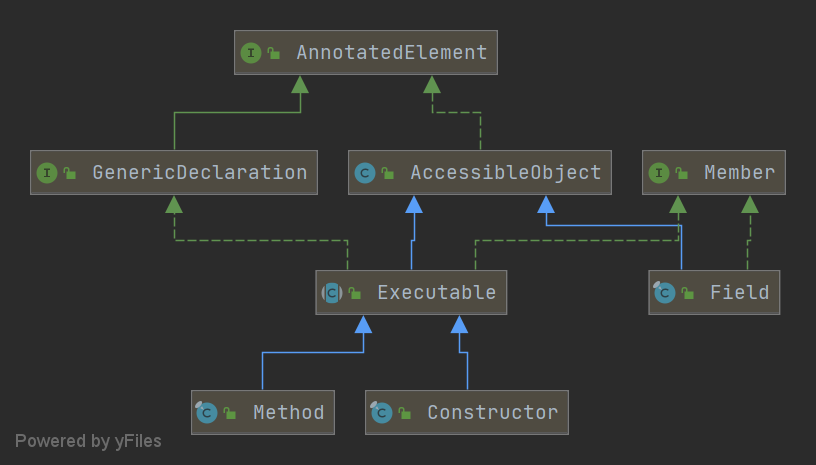 I AnnotatedElement
I GenericDeclaration
C AccessibleObject
I Member
C Executable
C Field
C Method
C Constructor
Powered by yFiles